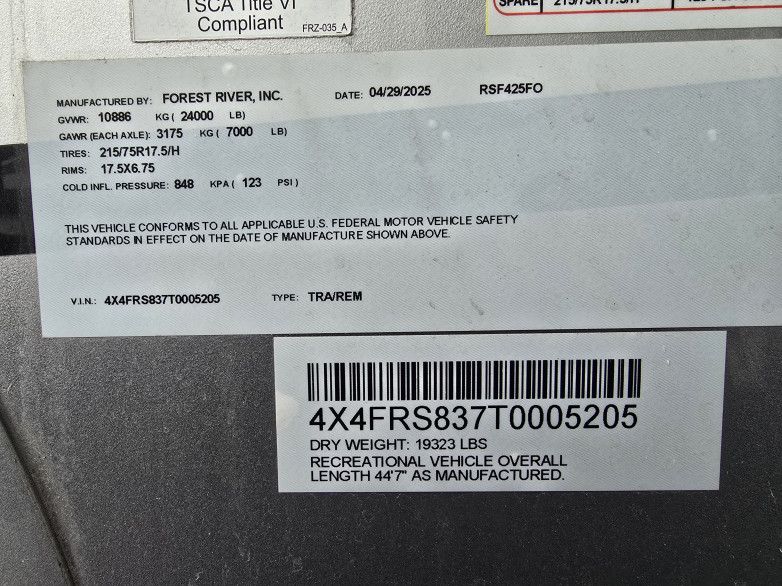 TSCA Title VI
Compliant FRZ-035_A
SPARE 215/75R17.5/H
MANUFACTURED BY: FOREST RIVER, INC. DATE: 04/29/2025 RSF425FO
GVWR: 10886 KG ( 24000 LB)
GAWR (EACH AXLE): 3175 KG ( 7000 LB)
TIRES: 215/75R17.5/H
RIMS: 17.5X6.75
COLD INFL. PRESSURE: 848 KPA ( 123 PSI )
THIS VEHICLE CONFORMS TO ALL APPLICABLE U.S. FEDERAL MOTOR VEHICLE SAFETY
STANDARDS IN EFFECT ON THE DATE OF MANUFACTURE SHOWN ABOVE.
V.I.N.: 4X4FRS837T0005205 TYPE: TRA/REM
4X4FRS837T0005205
DRY WEIGHT: 19323 LBS
RECREATIONAL VEHICLE OVERALL
LENGTH 44'7" AS MANUFACTURED.